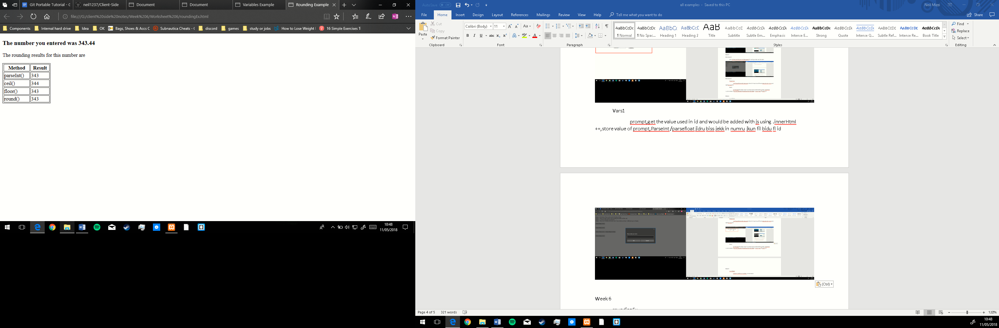 Git Portable Tutorial - G
neil1237/Client-Side
Document
Document
Variables Example
Rounding Example
file:///G:/client%20side%20notes/Week%206/Worksheet%206/roundingEx.html
Components
Internal hard drive
Idea
OK
Bags, Shoes & Accs C
Subnautica Cheats - (
discord
games
study or jobs
How to Lose Weight
16 Simple Exercises T
The number you entered was 343.44
The rounding results for this number are
Method Result
parseInt() 343
ceil() 344
floor() 343
round() 343
10:48
11/05/2018
AutoSave Off
all examples - Saved to this PC
Neil Mizzi
File Home Insert Design Layout References Mailings Review View Help Tell me what you want to do
Share
Paste
Cut
Copy
Format Painter
Clipboard
Calibri (Body) 11
Font
Paragraph
AaBbCcDc AaBbCcDc AaBbCc AaBbCcC AaB AaBbCcD AaBbCcDc AaBbCcDc AaBbCcDc AaBbCcDc AaBbCcDc AaBbCcDc AaBbCcDd AaBbCcDd AaBbCcDc
¶ Normal ¶ No Spac... Heading 1 Heading 2 Title Subtitle Subtle Em... Emphasis Intense E... Strong Quote Intense Q... Subtle Ref... Intense Re... Book Title
Styles
Find
Replace
Select
Editing
Vars1
prompt,get the value used in id and would be added with js using .innerHtml
+=,store value of prompt,ParseInt/parsefloat jidru biss jekk in numru jkun fil bidu fl id
(Ctrl)
Week 6
roundingEx
Page 4 of 5
321 words
120%
10:48
11/05/2018